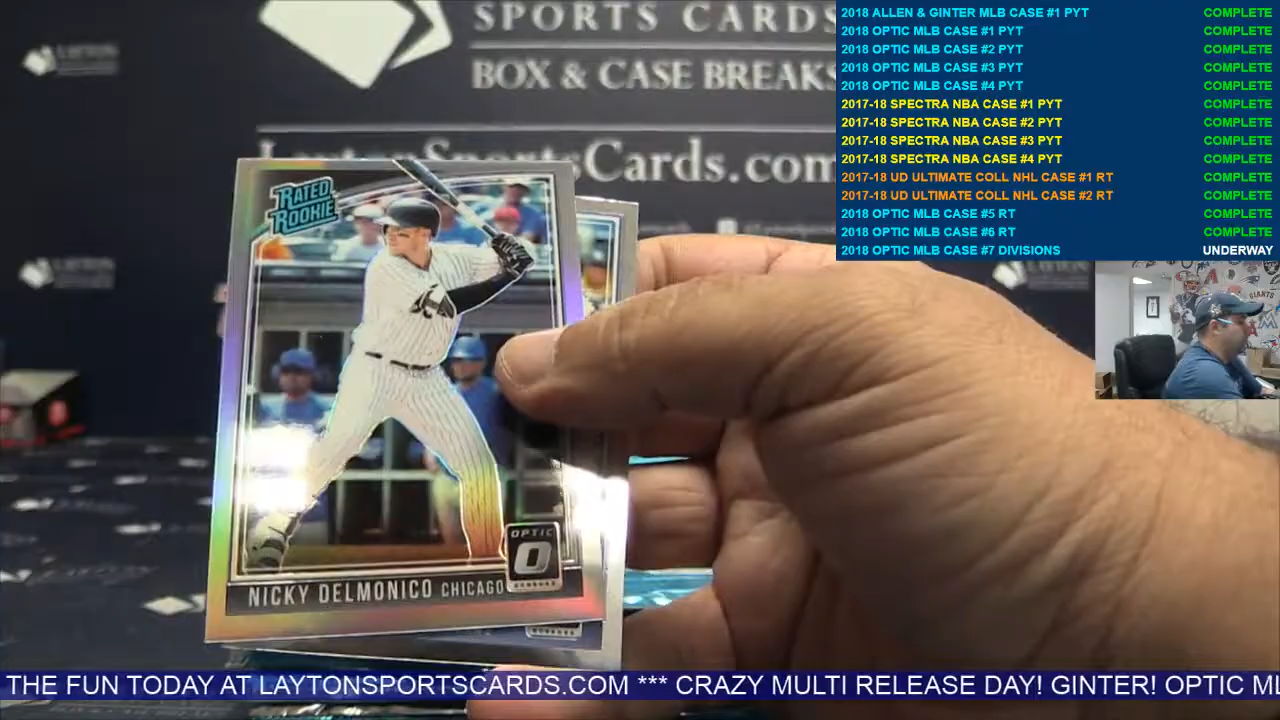 SPORTS CARDS
BOX & CASE BREAKS
LaytonSportsCards.com
RATED
ROOKIE
OPTIC
O
NICKY DELMONICO CHICAGO
2018 ALLEN & GINTER MLB CASE #1 PYT COMPLETE
2018 OPTIC MLB CASE #1 PYT COMPLETE
2018 OPTIC MLB CASE #2 PYT COMPLETE
2018 OPTIC MLB CASE #3 PYT COMPLETE
2018 OPTIC MLB CASE #4 PYT COMPLETE
2017-18 SPECTRA NBA CASE #1 PYT COMPLETE
2017-18 SPECTRA NBA CASE #2 PYT COMPLETE
2017-18 SPECTRA NBA CASE #3 PYT COMPLETE
2017-18 SPECTRA NBA CASE #4 PYT COMPLETE
2017-18 UD ULTIMATE COLL NHL CASE #1 RT COMPLETE
2017-18 UD ULTIMATE COLL NHL CASE #2 RT COMPLETE
2018 OPTIC MLB CASE #5 RT COMPLETE
2018 OPTIC MLB CASE #6 RT COMPLETE
2018 OPTIC MLB CASE #7 DIVISIONS UNDERWAY
GIANTS
THE FUN TODAY AT LAYTONSPORTSCARDS.COM *** CRAZY MULTI RELEASE DAY! GINTER! OPTIC ML